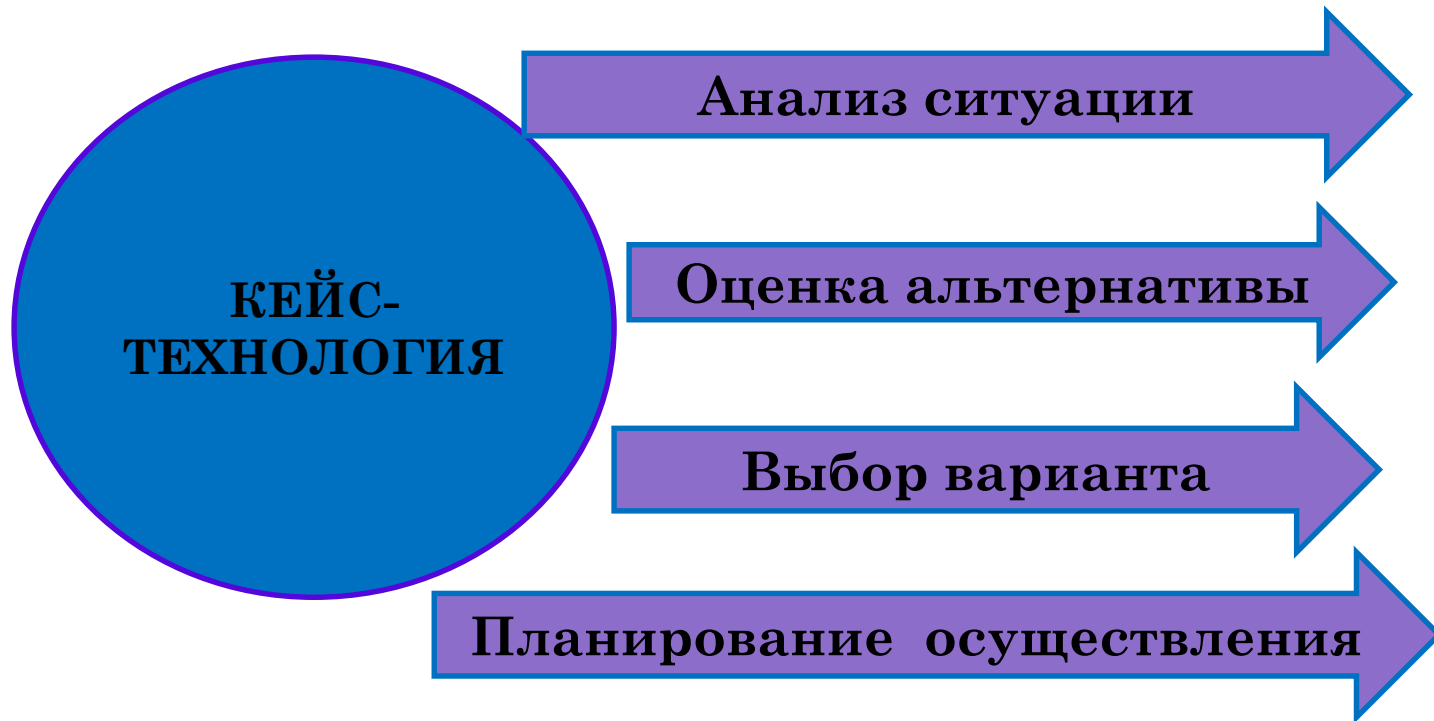 Анализ ситуации
Оценка альтернативы
КЕЙС-
ТЕХНОЛОГИЯ
Выбор варианта
Планирование осуществления